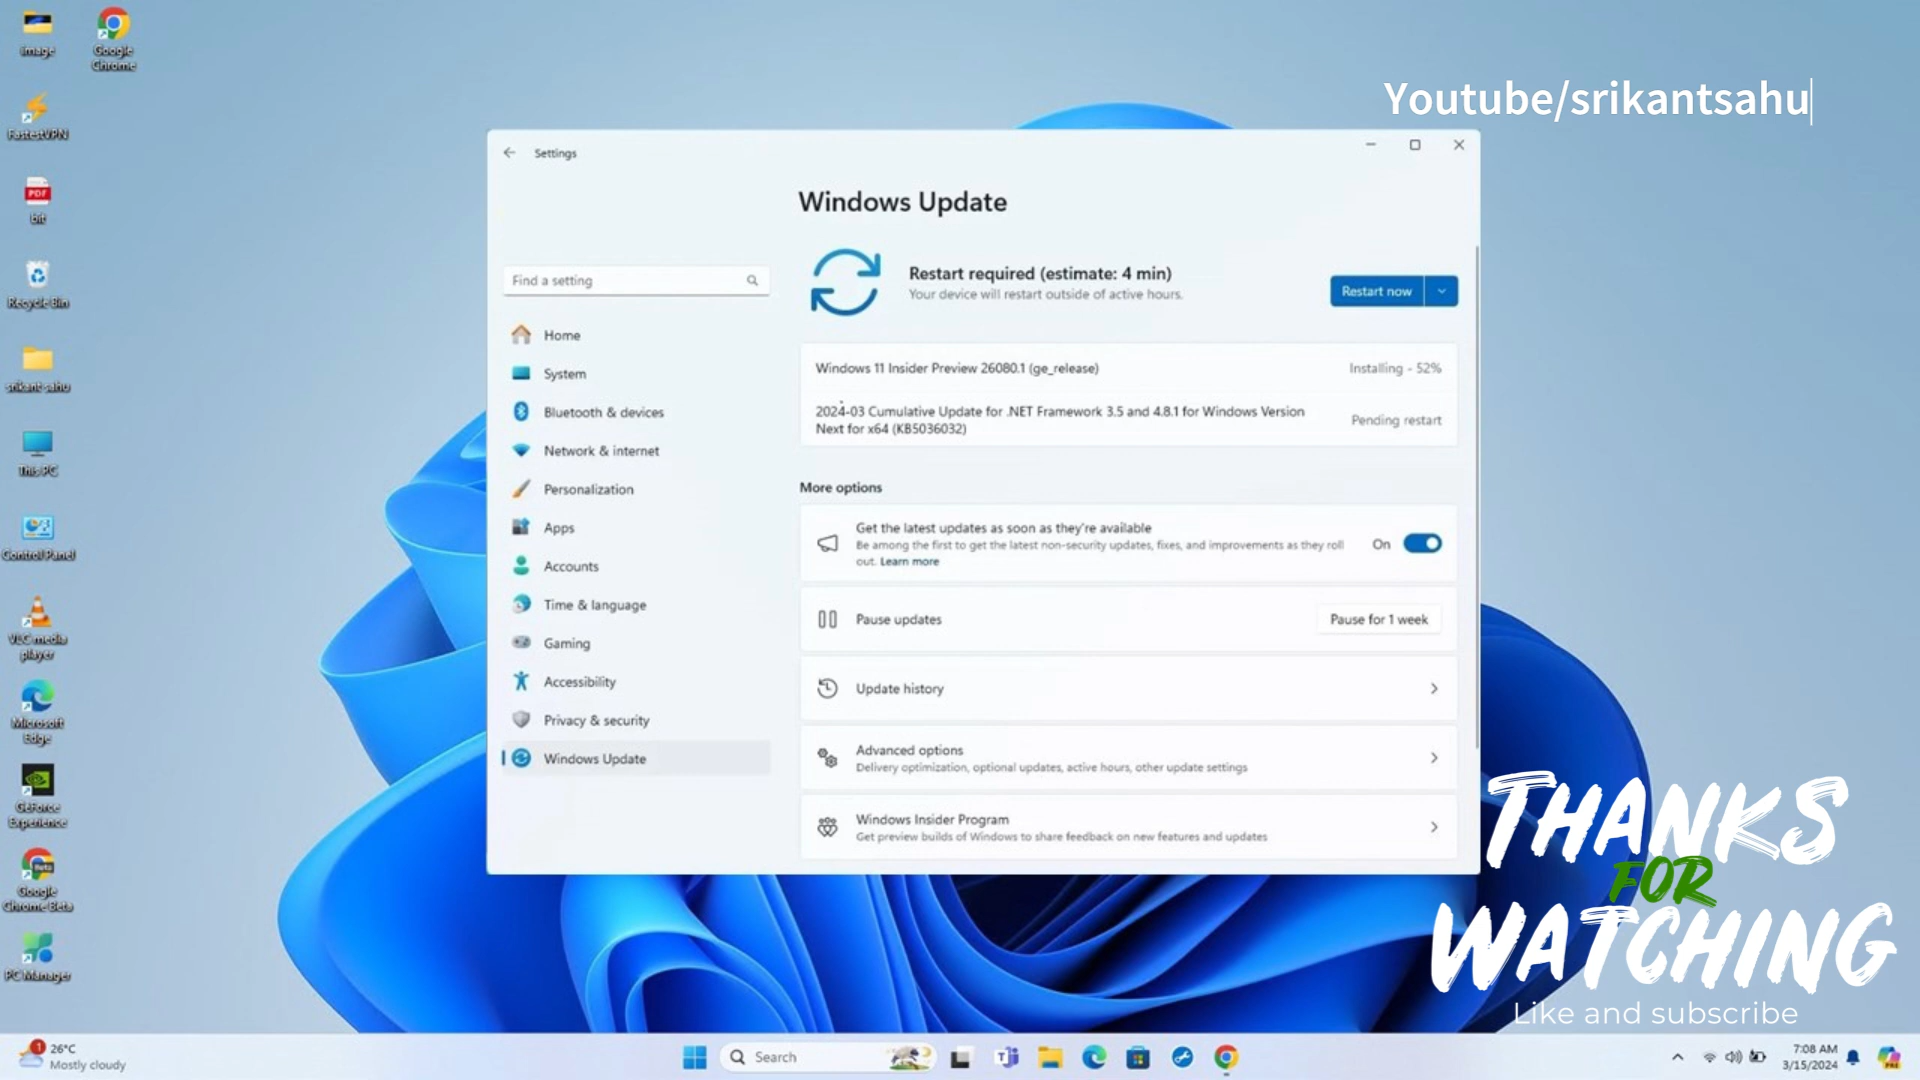 Image
Google
Chrome
FastestVPN
Recycle Bin
srikant sahu
This PC
Control Panel
VLC media
player
Microsoft
Edge
GeForce
Experience
Google
Chrome Beta
PC Manager
Youtube/srikantsahu
Settings
Find a setting
Home
System
Bluetooth & devices
Network & internet
Personalization
Apps
Accounts
Time & language
Gaming
Accessibility
Privacy & security
Windows Update
Windows Update
Restart required (estimate: 4 min)
Your device will restart outside of active hours.
Restart now
Windows 11 Insider Preview 26080.1 (ge_release)
Installing - 52%
2024-03 Cumulative Update for .NET Framework 3.5 and 4.8.1 for Windows Version
Next for x64 (KB5036032)
Pending restart
More options
Get the latest updates as soon as they're available
Be among the first to get the latest non-security updates, fixes, and improvements as they roll
out. Learn more
On
Pause updates
Pause for 1 week
Update history
Advanced options
Delivery optimization, optional updates, active hours, other update settings
Windows Insider Program
Get preview builds of Windows to share feedback on new features and updates
THANKS
FOR
WATCHING
Like and subscribe
1
26°C
Mostly cloudy
Search
7:08 AM
3/15/2024